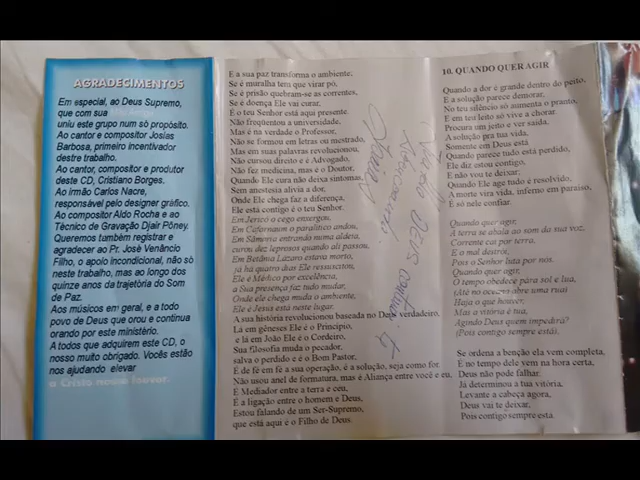 AGRADECIMENTOS
Em especial, ao Deus Supremo,
que com sua
uniu este grupo num só propósito.
Ao cantor e compositor Josias
Barbosa, primeiro incentivador
destre trabalho.
Ao cantor, compositor e produtor
deste CD, Cristiano Borges.
Ao irmão Carlos Nacre,
responsável pelo designer gráfico.
Ao compositor Aldo Rocha e ao
Técnico de Gravação Djair Pôney.
Queremos também registrar e
agradecer ao Pr. José Venâncio
Filho, o apoio incondicional, não só
neste trabalho, mas ao longo dos
quinze anos da trajetória do Som
de Paz.
Aos músicos em geral, e a todo
povo de Deus que orou e continua
orando por este ministério.
A todos que adquirem este CD, o
nosso muito obrigado. Vocês estão
nos ajudando elevar
a Cristo nosso louvor.
E a sua paz transforma o ambiente,
Se é muralha tem que virar pó,
Se é prisão quebram-se as correntes,
Se é doença Ele vai curar,
É o teu Senhor está aqui presente.
Não freqüentou a universidade,
Mas é na verdade o Professor,
Não se formou em letras ou mestrado,
Mas em suas palavras revolucionou,
Não cursou direito e é Advogado,
Não fez medicina, mas é o Doutor,
Quando Ele cura não deixa sintomas,
Sem anestesia alivia a dor,
Onde Ele chega faz a diferença,
Ele está contigo é o teu Senhor.
Em Jericó o cego enxergou,
Em Cafarnaum o paralítico andou,
Em Sâmorra entrando numa aldeia,
curou dez leprosos quando ali passou,
Em Betânia Lázaro estava morto,
já há quatro dias Ele ressuscitou,
Ele é Médico por excelência,
a Sua presença faz tudo mudar,
Onde ele chega muda o ambiente,
Ele é Jesus está neste lugar.
A sua história revolucionou baseada no Deus verdadeiro,
Lá em gêneses Ele é o Princípio,
e lá em João Ele é o Cordeiro,
Sua filosofia muda o pecador,
salva o perdido e é o Bom Pastor,
É de fé em fé a sua operação, é a solução, seja como for.
Não usou anel de formatura, mas é Aliança entre você e eu,
É Mediador entre a terra e céu,
É a ligação entre o homem e Deus,
Estou falando de um Ser-Supremo,
que está aqui é o Filho de Deus.
DEUS
10. QUANDO QUER AGIR
Quando a dor é grande dentro do peito,
E a solução parece demorar,
No teu silêncio só aumenta o pranto,
E em teu leito só vive a chorar.
Procura um jeito e ver saída,
A solução pra tua vida,
Somente em Deus está
Quando parece tudo está perdido,
Ele diz estou contigo,
E não vou te deixar.
Quando Ele age tudo é resolvido,
A morte vira vida, inferno em paraíso,
É só nele confiar.
Quando quer agir,
A terra se abala ao som da sua voz,
Corrente cai por terra,
E o mal destrói,
Pois o Senhor luta por nós.
Quando quer agir,
O tempo obedece pára sol e lua,
(Até no oceano abre uma rua)
Haja o que houver,
Mas a vitória é tua,
Agindo Deus quem impedirá?
(Pois contigo sempre está).
Se ordena a benção ela vem completa,
E no tempo dele vem na hora certa,
Deus não pode falhar.
Já determinou a tua vitória,
Levante a cabeça agora,
Deus vai te deixar,
Pois contigo sempre esta.